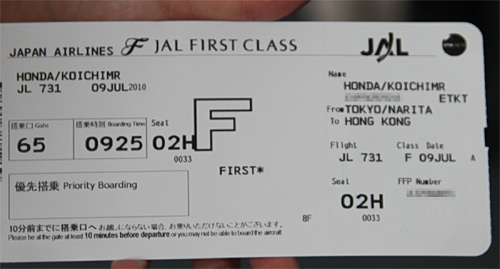 JAPAN AIRLINES F JAL FIRST CLASS
JAL
HONDA/KOICHIMR
JL 731 09JUL2010
搭乗口 Gate 搭乗時刻 Boarding Time Seat
65 0925 02H
0033
F
FIRST*
優先搭乗 Priority Boarding
10分前までに搭乗口へ お越しにならない場合、お乗りいただけないことがございます。
Please be at the gate at least 10 minutes before departure or you may not be able to board the aircraft.
8F
Name
HONDA/KOICHIMR
ETKT
From TOKYO/NARITA
To HONG KONG
Flight Class Date
JL 731 F 09JUL A
Seat FFP Number
02H
0033